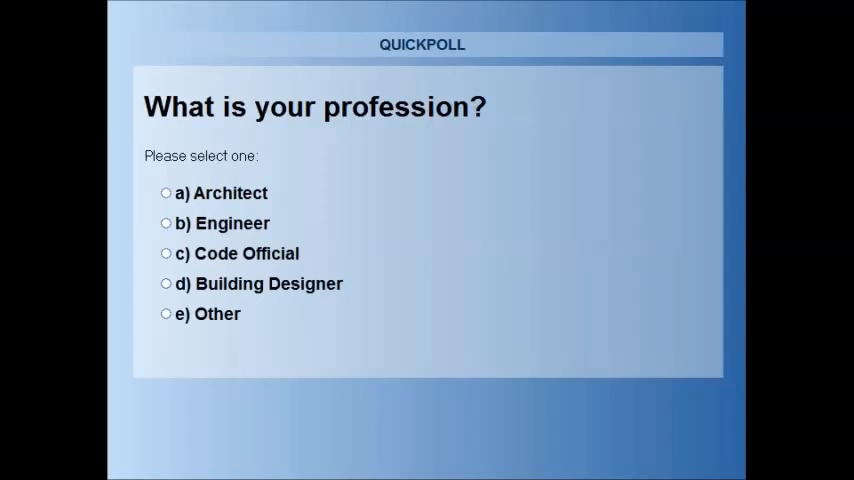 QUICKPOLL
What is your profession?
Please select one:
a) Architect
b) Engineer
c) Code Official
d) Building Designer
e) Other